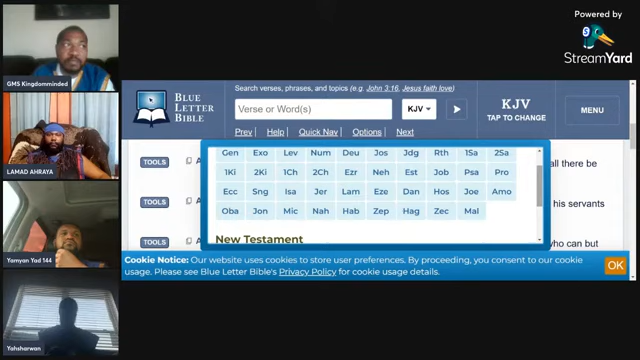 Powered by
StreamYard
GMS Kingdomminded
LAMAD AHRAYA
Yamyan Yad 144
Yahsharwan
BLUE
LETTER
BIBLE
Search verses, phrases, and topics (e.g. John 3:16, Jesus faith love)
Verse or Word(s)
KJV
KJV
TAP TO CHANGE
MENU
Prev Help Quick Nav Options Next
TOOLS
Gen Exo Lev Num Deu Jos Jdg Rth 1Sa 2Sa
1Ki 2Ki 1Ch 2Ch Ezr Neh Est Job Psa Pro
Ecc Sng Isa Jer Lam Eze Dan Hos Joe Amo
Oba Jon Mic Nah Hab Zep Hag Zec Mal
New Testament
all there be
TOOLS
his servants
TOOLS
who can but
Cookie Notice: Our website uses cookies to store user preferences. By proceeding, you consent to our cookie
usage. Please see Blue Letter Bible's Privacy Policy for cookie usage details.
OK